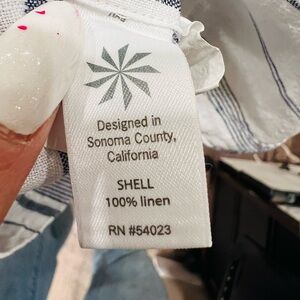 Designed in
Sonoma County,
California
SHELL
100% linen
RN #54023